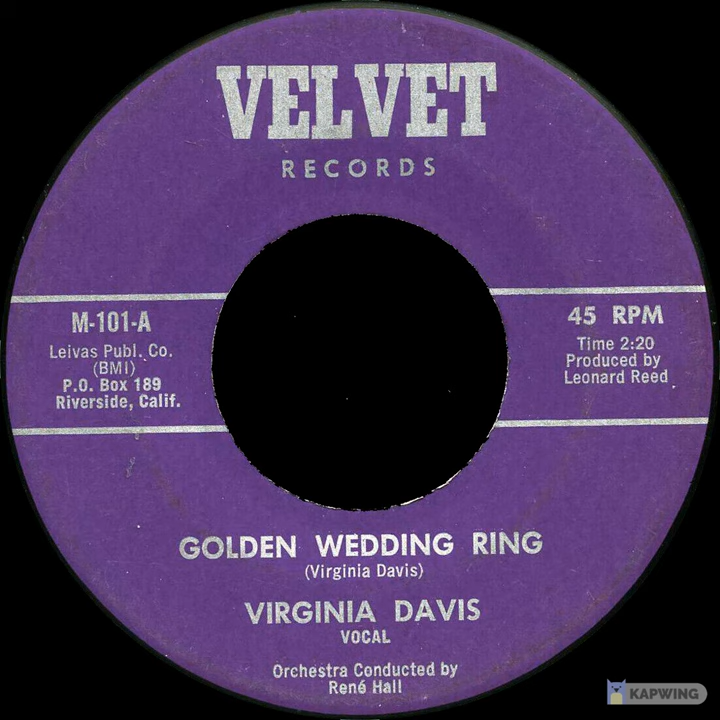 VELVET
RECORDS
M-101-A
Leivas Publ. Co.
(BMI)
P.O. Box 189
Riverside, Calif.
45 RPM
Time 2:20
Produced by
Leonard Reed
GOLDEN WEDDING RING
(Virginia Davis)
VIRGINIA DAVIS
VOCAL
Orchestra Conducted by
René Hall
KAPWING